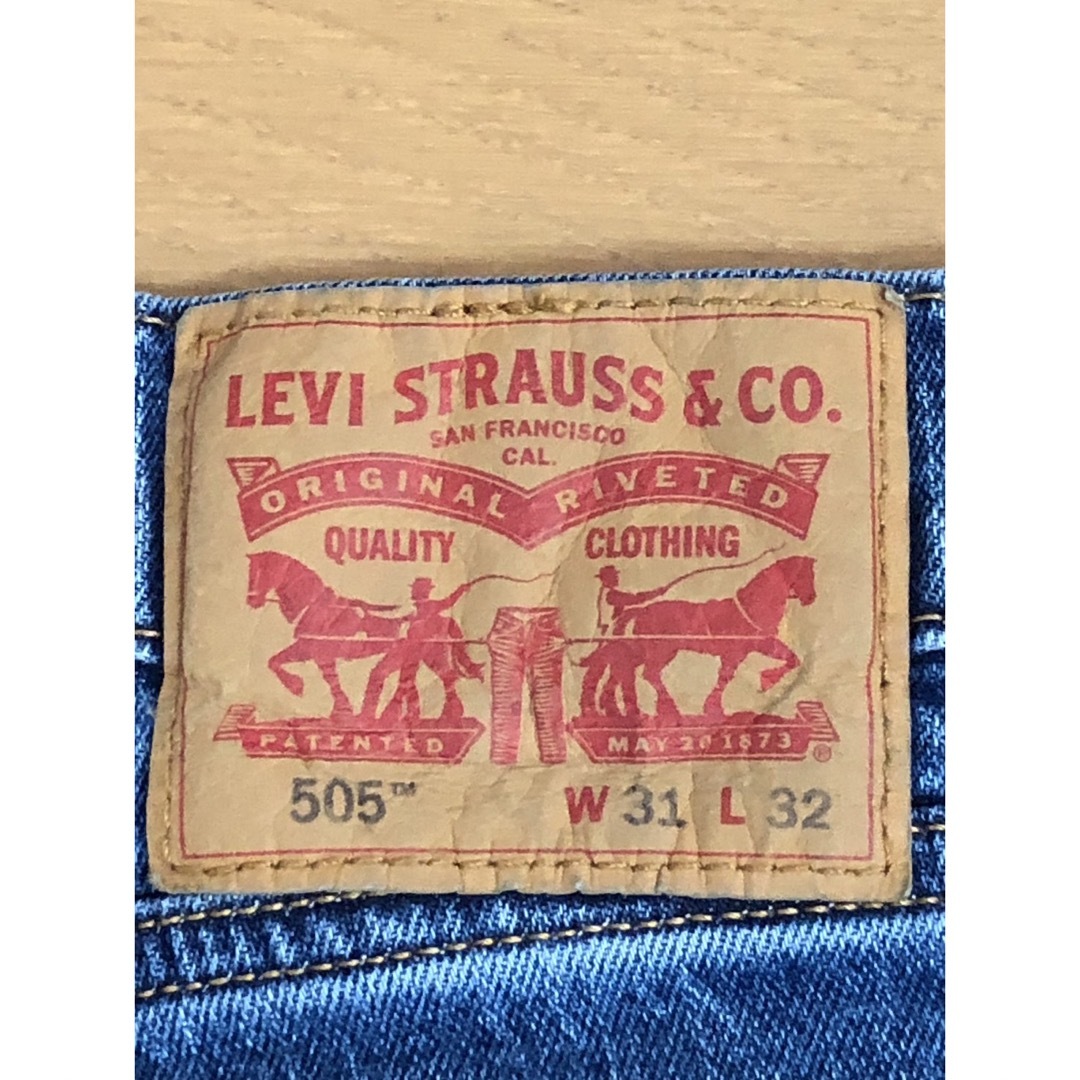 LEVI STRAUSS & CO.
SAN FRANCISCO
CAL.
ORIGINAL RIVETED
QUALITY CLOTHING
PATENTED MAY 20 1873 ®
505™ W 31 L 32